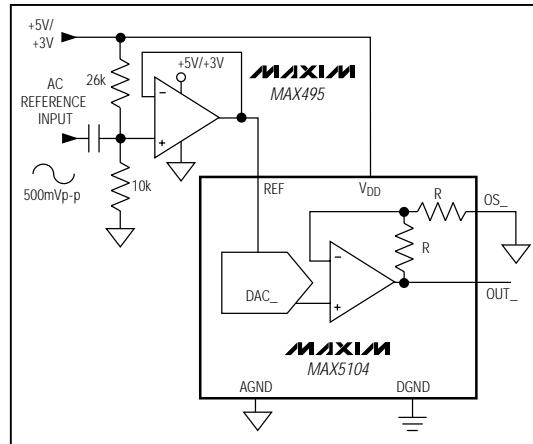 +5V/
+3V
26k
+5V/+3V
MAXIM
MAX495
AC
REFERENCE
INPUT
−
+
10k
500mVp-p
REF
VDD
R
OS_
−
R
DAC_
+
OUT_
MAXIM
MAX5104
AGND
DGND